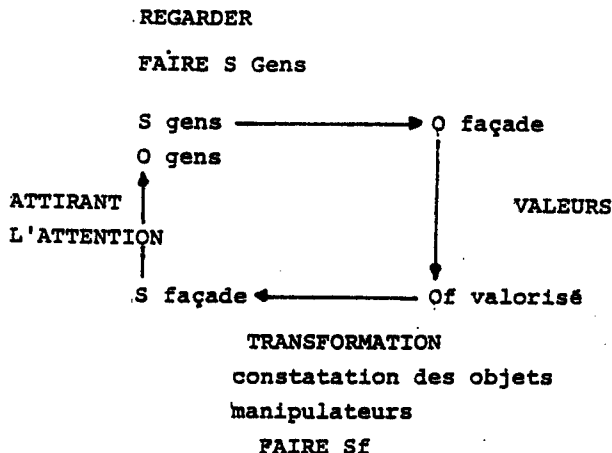 REGARDER
FAIRE S Gens
S gens O façade
O gens
ATTIRANT VALEURS
L'ATTENTION
S façade Of valorisé
TRANSFORMATION
constatation des objets
manipulateurs
FAIRE Sf